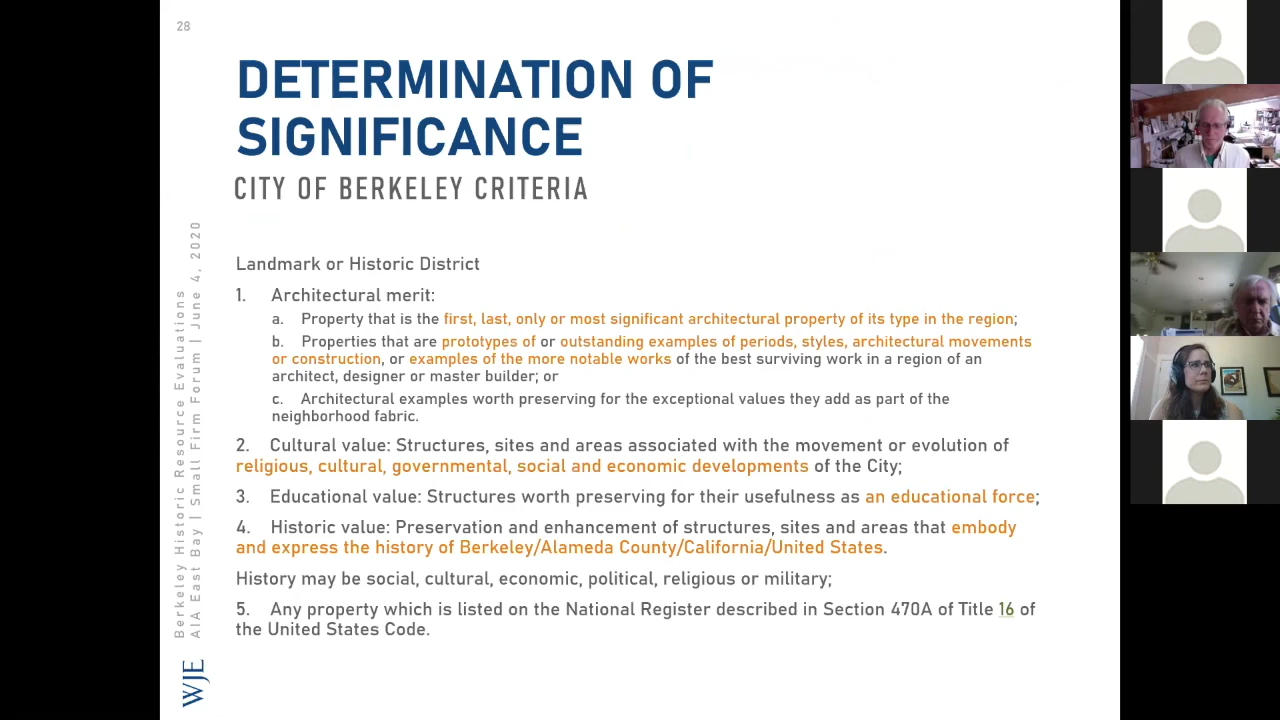 28
DETERMINATION OF
SIGNIFICANCE
CITY OF BERKELEY CRITERIA
Landmark or Historic District
1. Architectural merit:
a. Property that is the first, last, only or most significant architectural property of its type in the region;
b. Properties that are prototypes of or outstanding examples of periods, styles, architectural movements
or construction, or examples of the more notable works of the best surviving work in a region of an
architect, designer or master builder; or
c. Architectural examples worth preserving for the exceptional values they add as part of the
neighborhood fabric.
2. Cultural value: Structures, sites and areas associated with the movement or evolution of
religious, cultural, governmental, social and economic developments of the City;
3. Educational value: Structures worth preserving for their usefulness as an educational force;
4. Historic value: Preservation and enhancement of structures, sites and areas that embody
and express the history of Berkeley/Alameda County/California/United States.
History may be social, cultural, economic, political, religious or military;
5. Any property which is listed on the National Register described in Section 470A of Title 16 of
the United States Code.
Berkeley Historic Resource Evaluations
AIA East Bay | Small Firm Forum | June 4, 2020
WJE